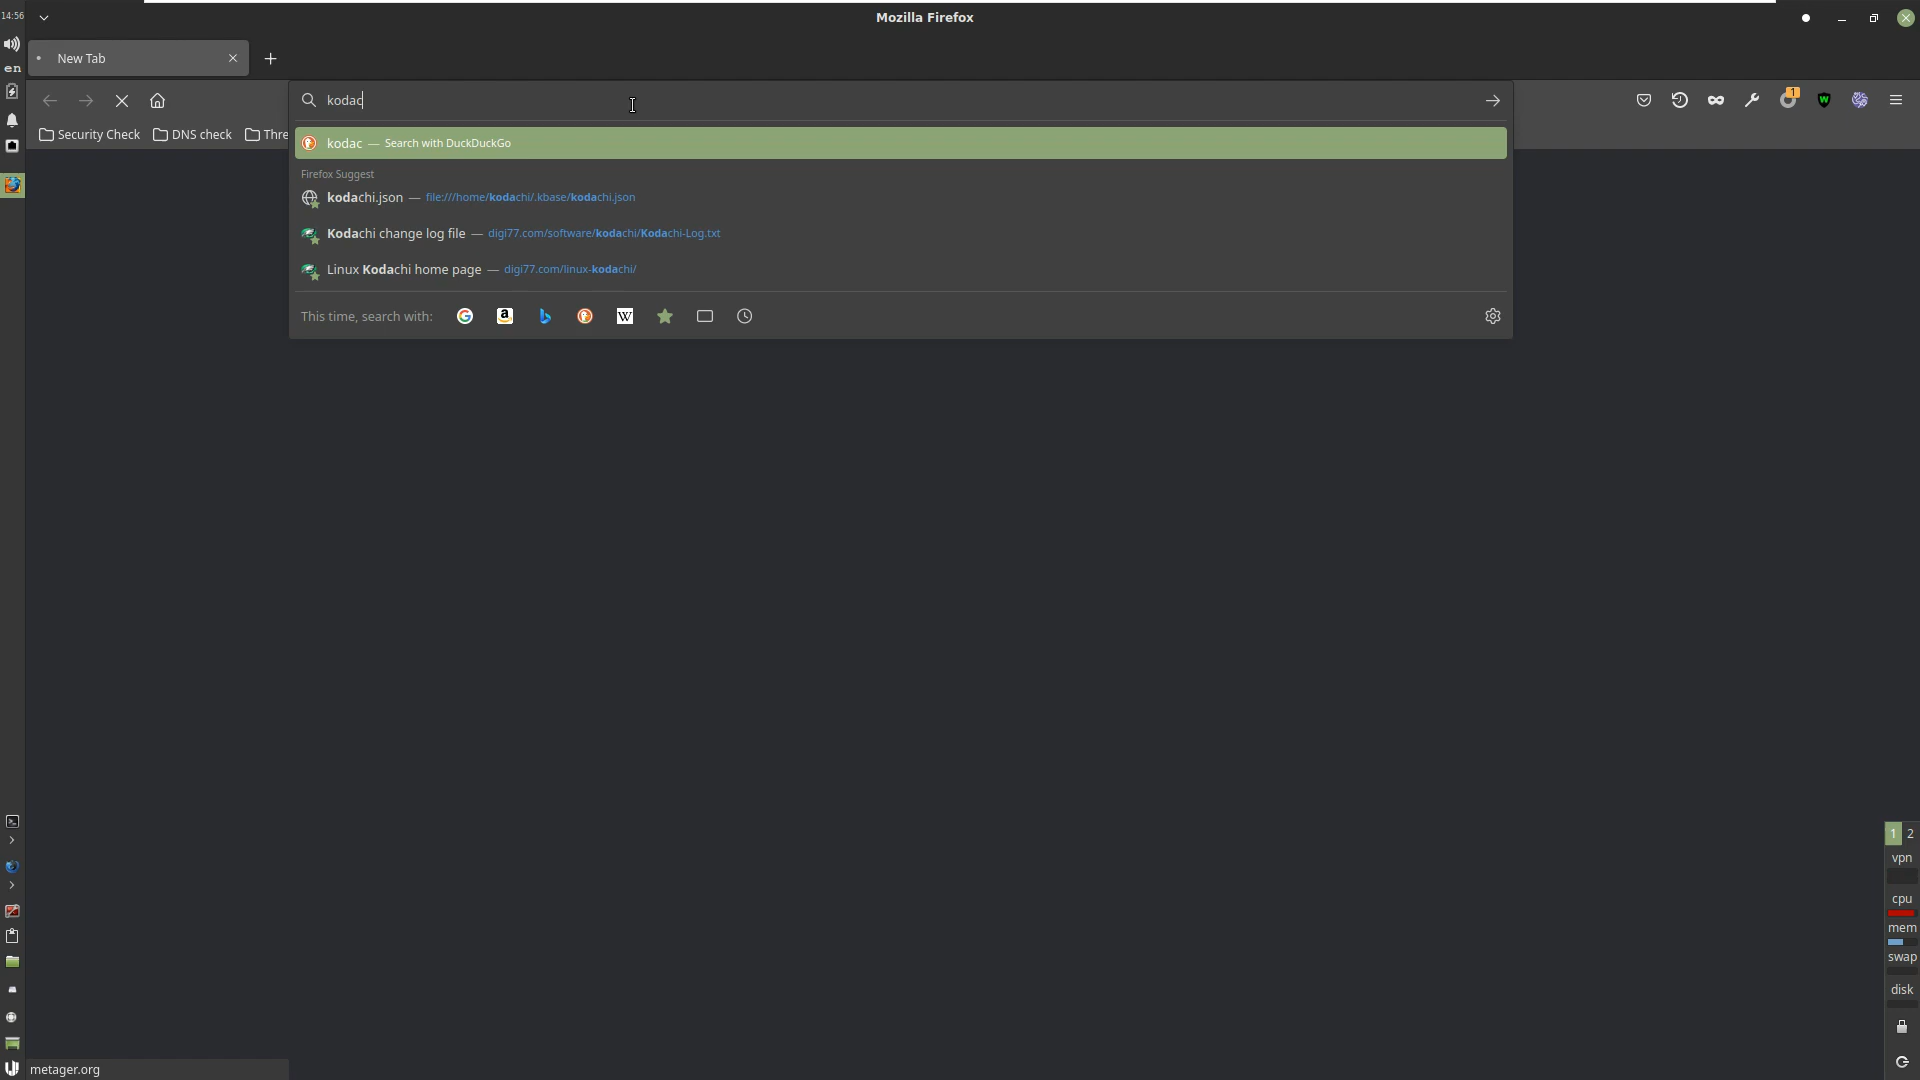 14:56
Mozilla Firefox
New Tab
en
kodac
1
Security Check DNS check Thre
kodac — Search with DuckDuckGo
Firefox Suggest
kodachi.json — file:///home/kodachi/.kbase/kodachi.json
Kodachi change log file — digi77.com/software/kodachi/Kodachi-Log.txt
Linux Kodachi home page — digi77.com/linux-kodachi/
This time, search with:
1 2
vpn
cpu
mem
swap
disk
metager.org